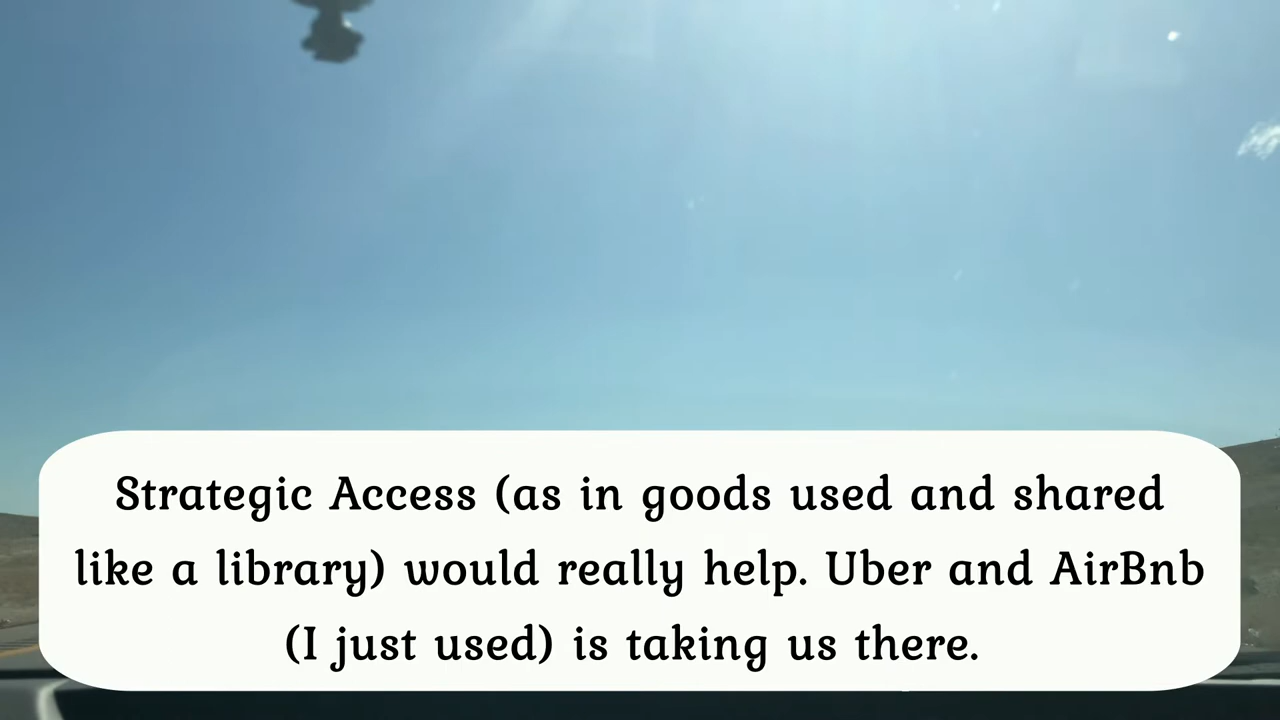 Strategic Access (as in goods used and shared
like a library) would really help. Uber and AirBnb
(I just used) is taking us there.